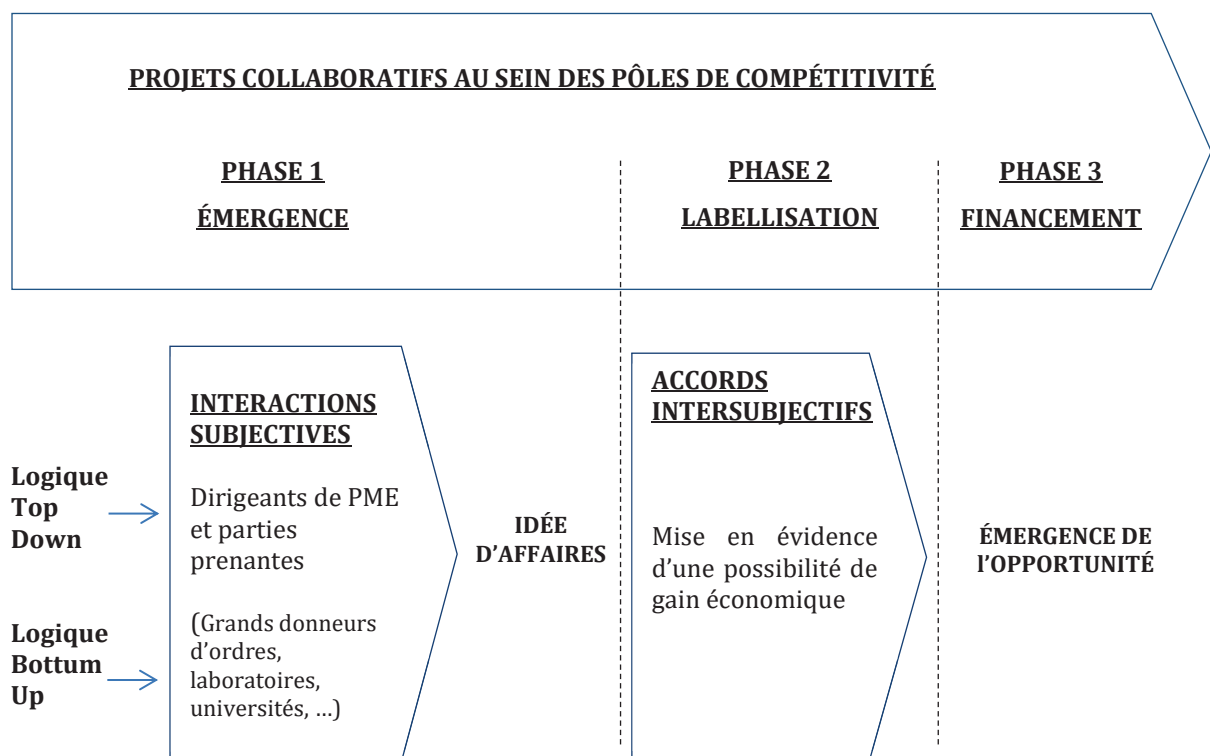 PROJETS COLLABORATIFS AU SEIN DES PÔLES DE COMPÉTITIVITÉ
PHASE 1
ÉMERGENCE
PHASE 2
LABELLISATION
PHASE 3
FINANCEMENT
Logique
Top
Down
Logique
Bottum
Up
INTERACTIONS
SUBJECTIVES
Dirigeants de PME
et parties
prenantes
(Grands donneurs
d’ordres,
laboratoires,
universités, …)
IDÉE
D’AFFAIRES
ACCORDS
INTERSUBJECTIFS
Mise en évidence
d’une possibilité de
gain économique
ÉMERGENCE DE
l’OPPORTUNITÉ